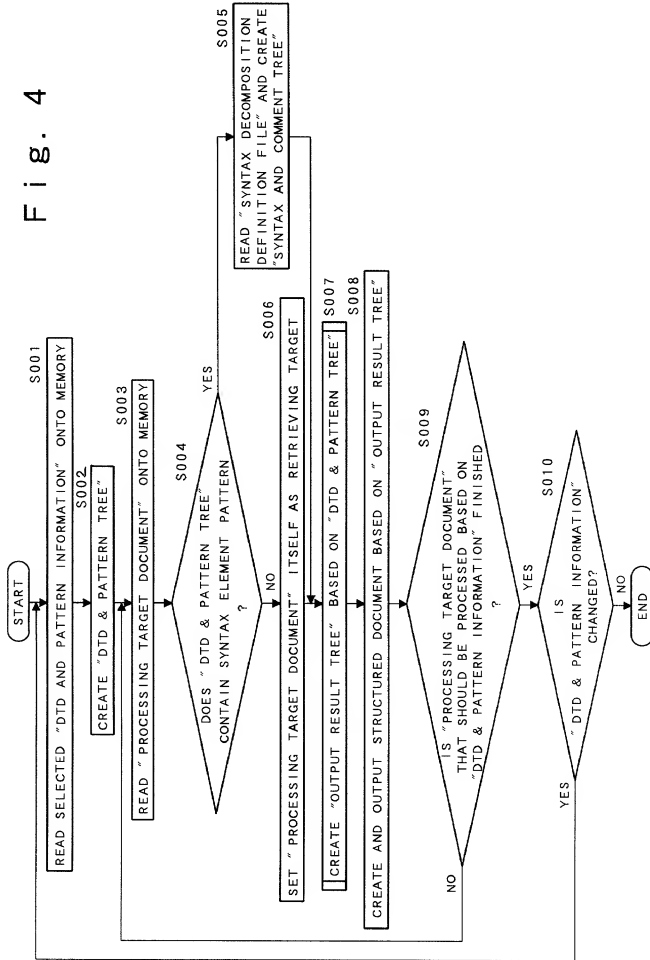 Fig. 4
START
S001
READ SELECTED "DTD AND PATTERN INFORMATION" ONTO MEMORY
S002
CREATE "DTD & PATTERN TREE"
S003
READ "PROCESSING TARGET DOCUMENT" ONTO MEMORY
S004
DOES "DTD & PATTERN TREE"
CONTAIN SYNTAX ELEMENT PATTERN
?
YES
NO
S005
READ "SYNTAX DECOMPOSITION
DEFINITION FILE" AND CREATE
"SYNTAX AND COMMENT TREE"
S006
SET "PROCESSING TARGET DOCUMENT" ITSELF AS RETRIEVING TARGET
S007
CREATE "OUTPUT RESULT TREE" BASED ON "DTD & PATTERN TREE"
S008
CREATE AND OUTPUT STRUCTURED DOCUMENT BASED ON "OUTPUT RESULT TREE"
S009
IS "PROCESSING TARGET DOCUMENT"
THAT SHOULD BE PROCESSED BASED ON
"DTD & PATTERN INFORMATION" FINISHED
?
NO
YES
S010
IS
"DTD & PATTERN INFORMATION"
CHANGED?
YES
NO
END